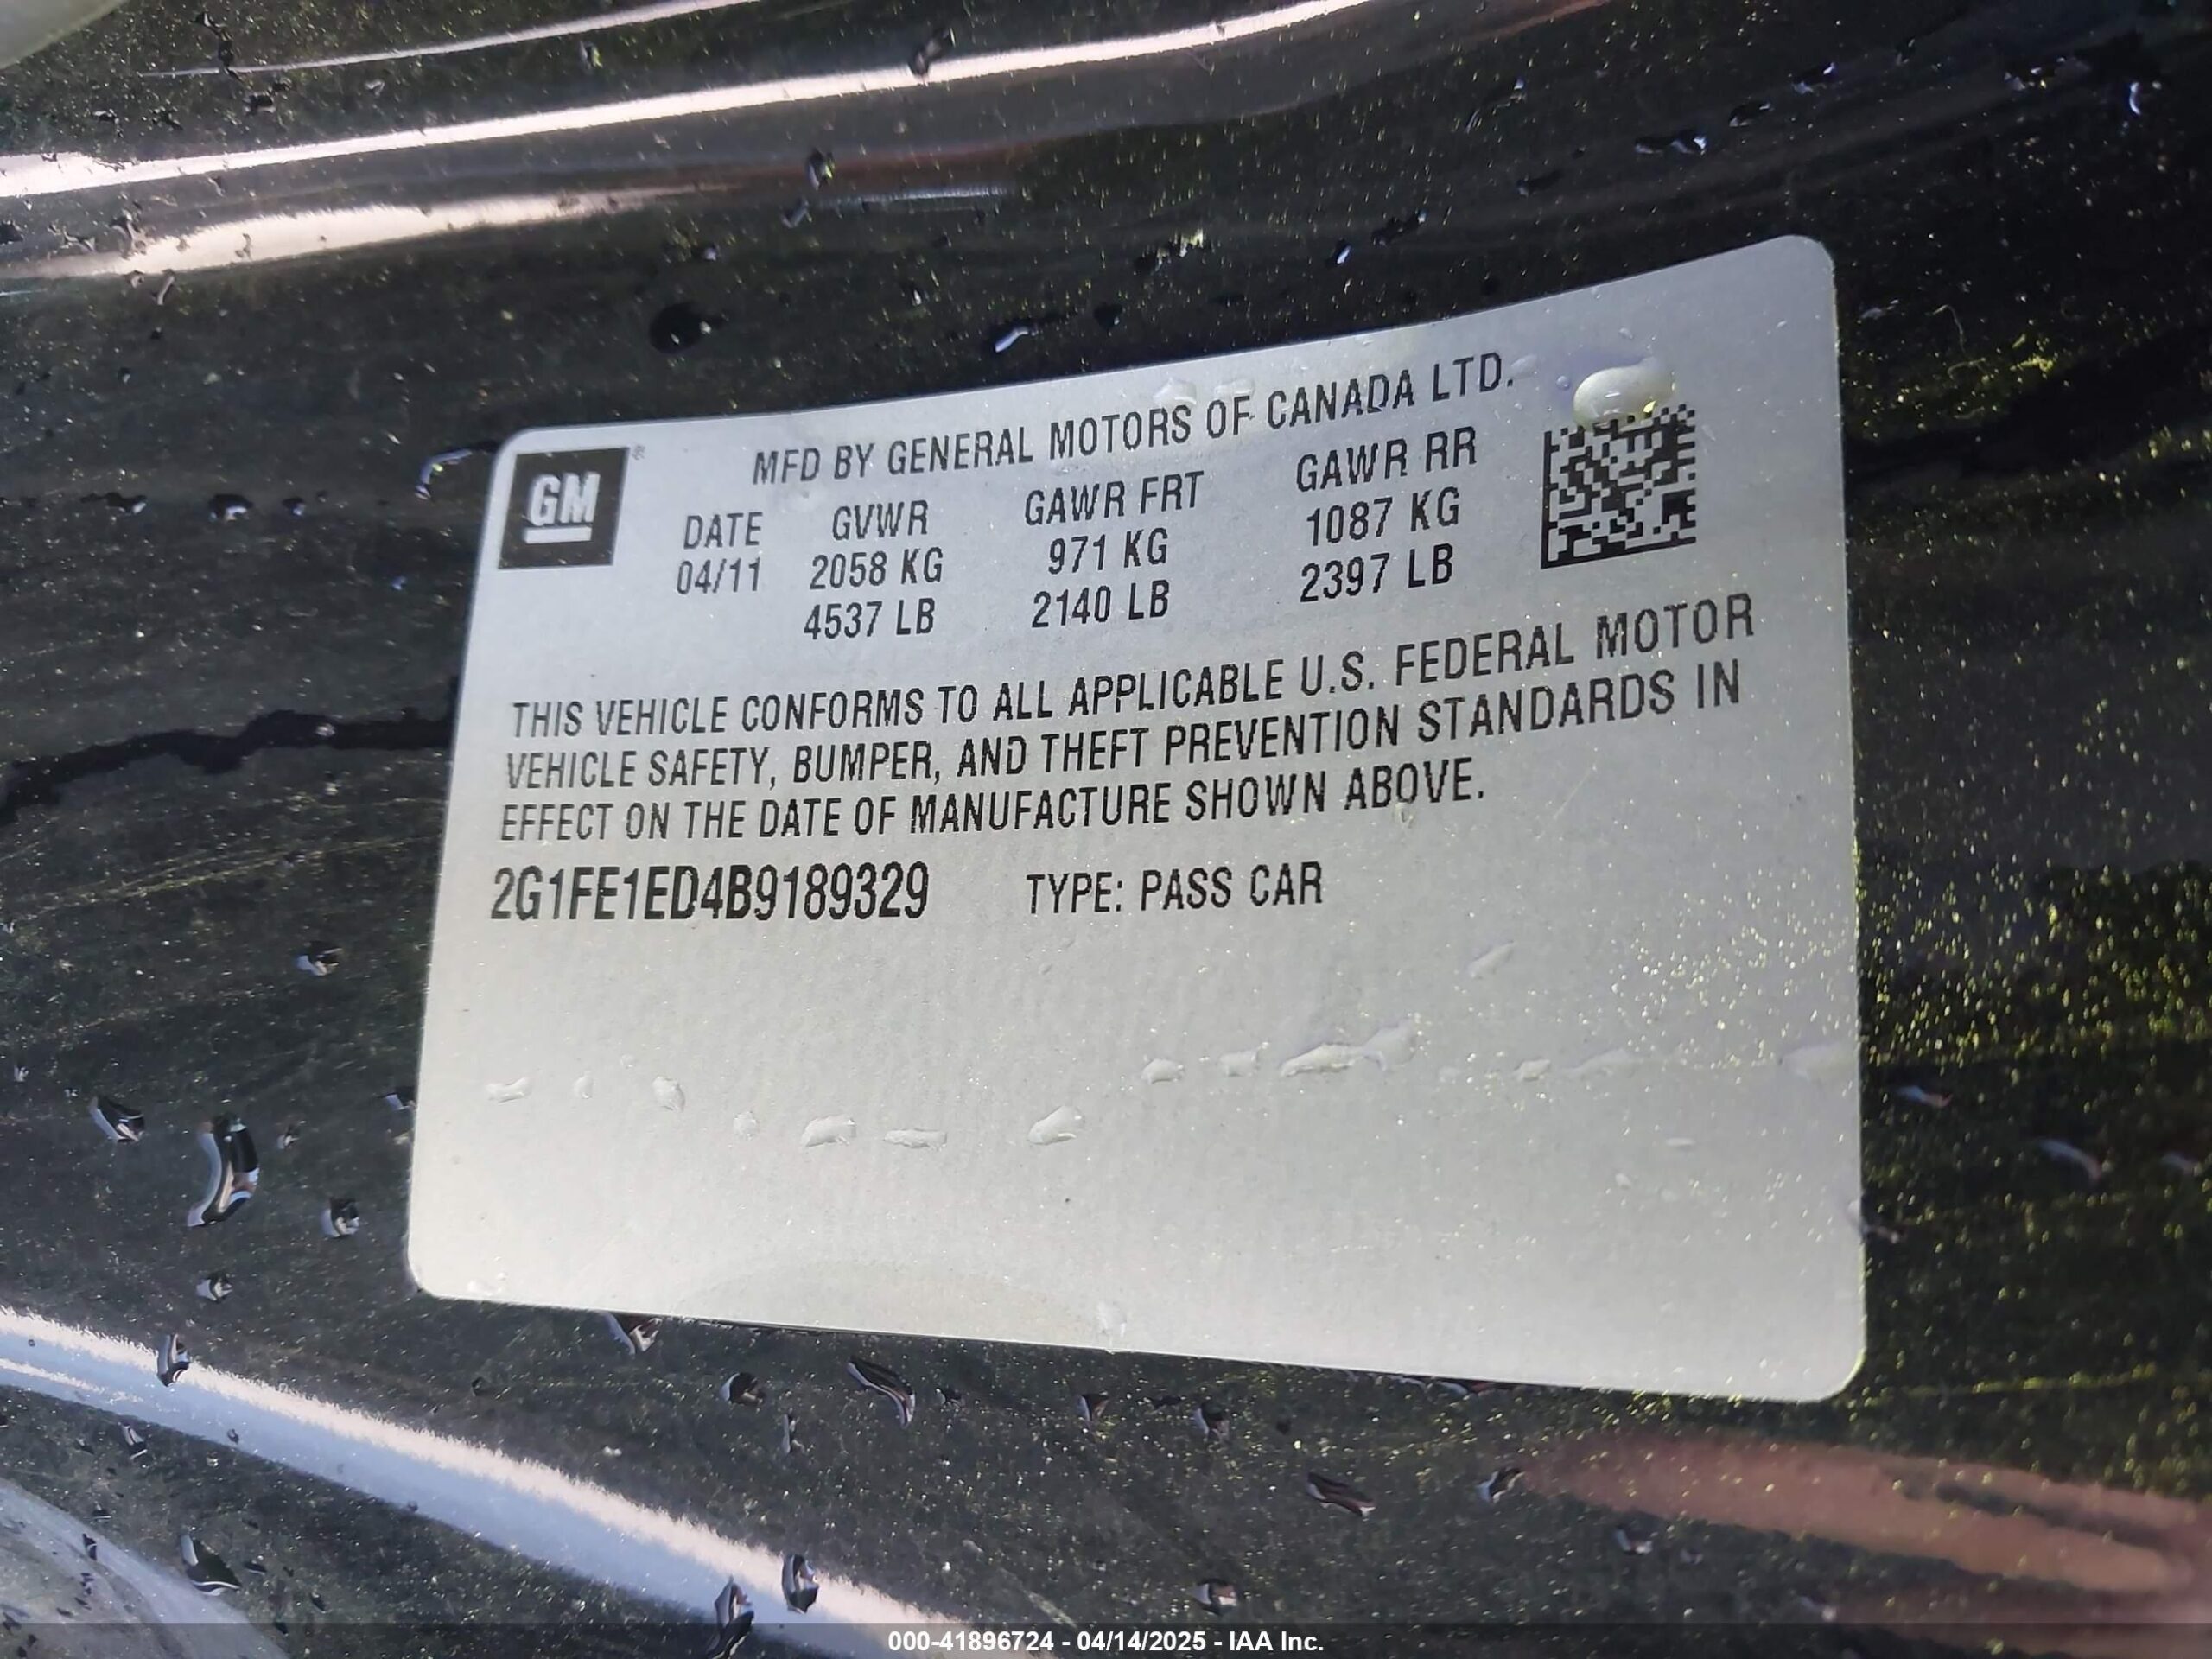 GM ®
MFD BY GENERAL MOTORS OF CANADA LTD.
DATE GVWR GAWR FRT GAWR RR
04/11 2058 KG 971 KG 1087 KG
4537 LB 2140 LB 2397 LB
THIS VEHICLE CONFORMS TO ALL APPLICABLE U.S. FEDERAL MOTOR
VEHICLE SAFETY, BUMPER, AND THEFT PREVENTION STANDARDS IN
EFFECT ON THE DATE OF MANUFACTURE SHOWN ABOVE.
2G1FE1ED4B9189329 TYPE: PASS CAR
000-41896724 - 04/14/2025 - IAA Inc.